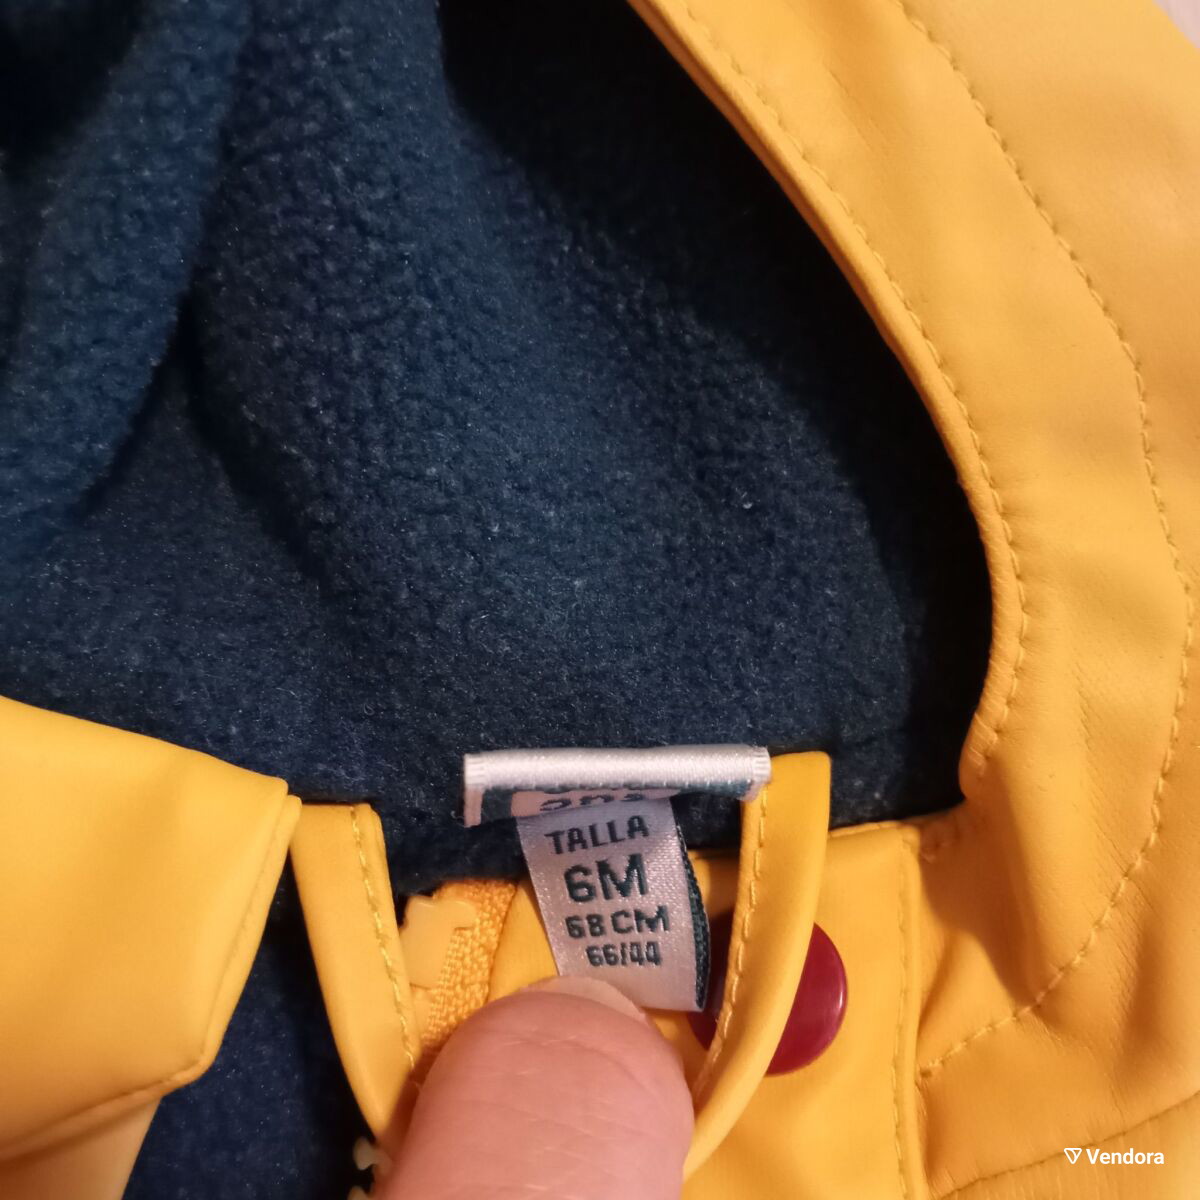 TALLA
6M
68 CM
66/44
Vendora